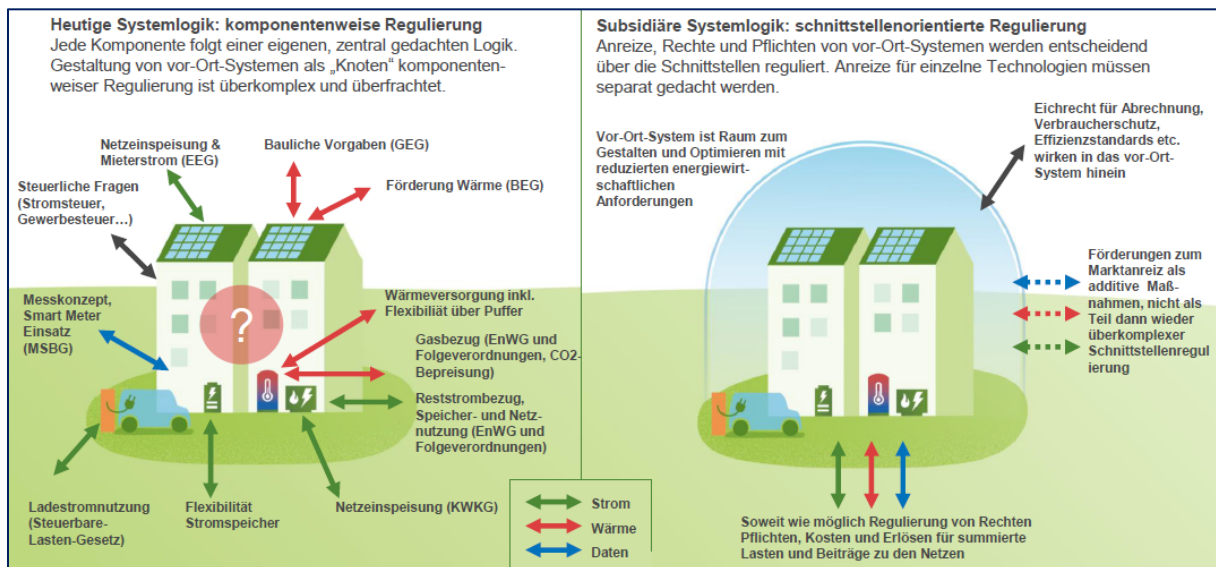 Heutige Systemlogik: komponentenweise Regulierung
Jede Komponente folgt einer eigenen, zentral gedachten Logik.
Gestaltung von vor-Ort-Systemen als „Knoten“ komponenten-
weiser Regulierung ist überkomplex und überfrachtet.
Netzeinspeisung &
Mieterstrom (EEG)
Bauliche Vorgaben (GEG)
Steuerliche Fragen
(Stromsteuer,
Gewerbesteuer…)
Förderung Wärme (BEG)
Messkonzept,
Smart Meter
Einsatz
(MSBG)
?
Wärmeversorgung inkl.
Flexibiliät über Puffer
Gasbezug (EnWG und
Folgeverordnungen, CO2-
Bepreisung)
Reststrombezug,
Speicher- und Netz-
nutzung (EnWG und
Folgeverordnungen)
Ladestromnutzung
(Steuerbare-
Lasten-Gesetz)
Flexibilität
Stromspeicher
Netzeinspeisung (KWKG)
Strom
Wärme
Daten
Subsidiäre Systemlogik: schnittstellenorientierte Regulierung
Anreize, Rechte und Pflichten von vor-Ort-Systemen werden entscheidend
über die Schnittstellen reguliert. Anreize für einzelne Technologien müssen
separat gedacht werden.
Vor-Ort-System ist Raum zum
Gestalten und Optimieren mit
reduzierten energiewirt-
schaftlichen
Anforderungen
Eichrecht für Abrechnung,
Verbraucherschutz,
Effizienzstandards etc.
wirken in das vor-Ort-
System hinein
Förderungen zum
Marktanreiz als
additive Maß-
nahmen, nicht als
Teil dann wieder
überkomplexer
Schnittstellenregul
ierung
Soweit wie möglich Regulierung von Rechten
Pflichten, Kosten und Erlösen für summierte
Lasten und Beiträge zu den Netzen